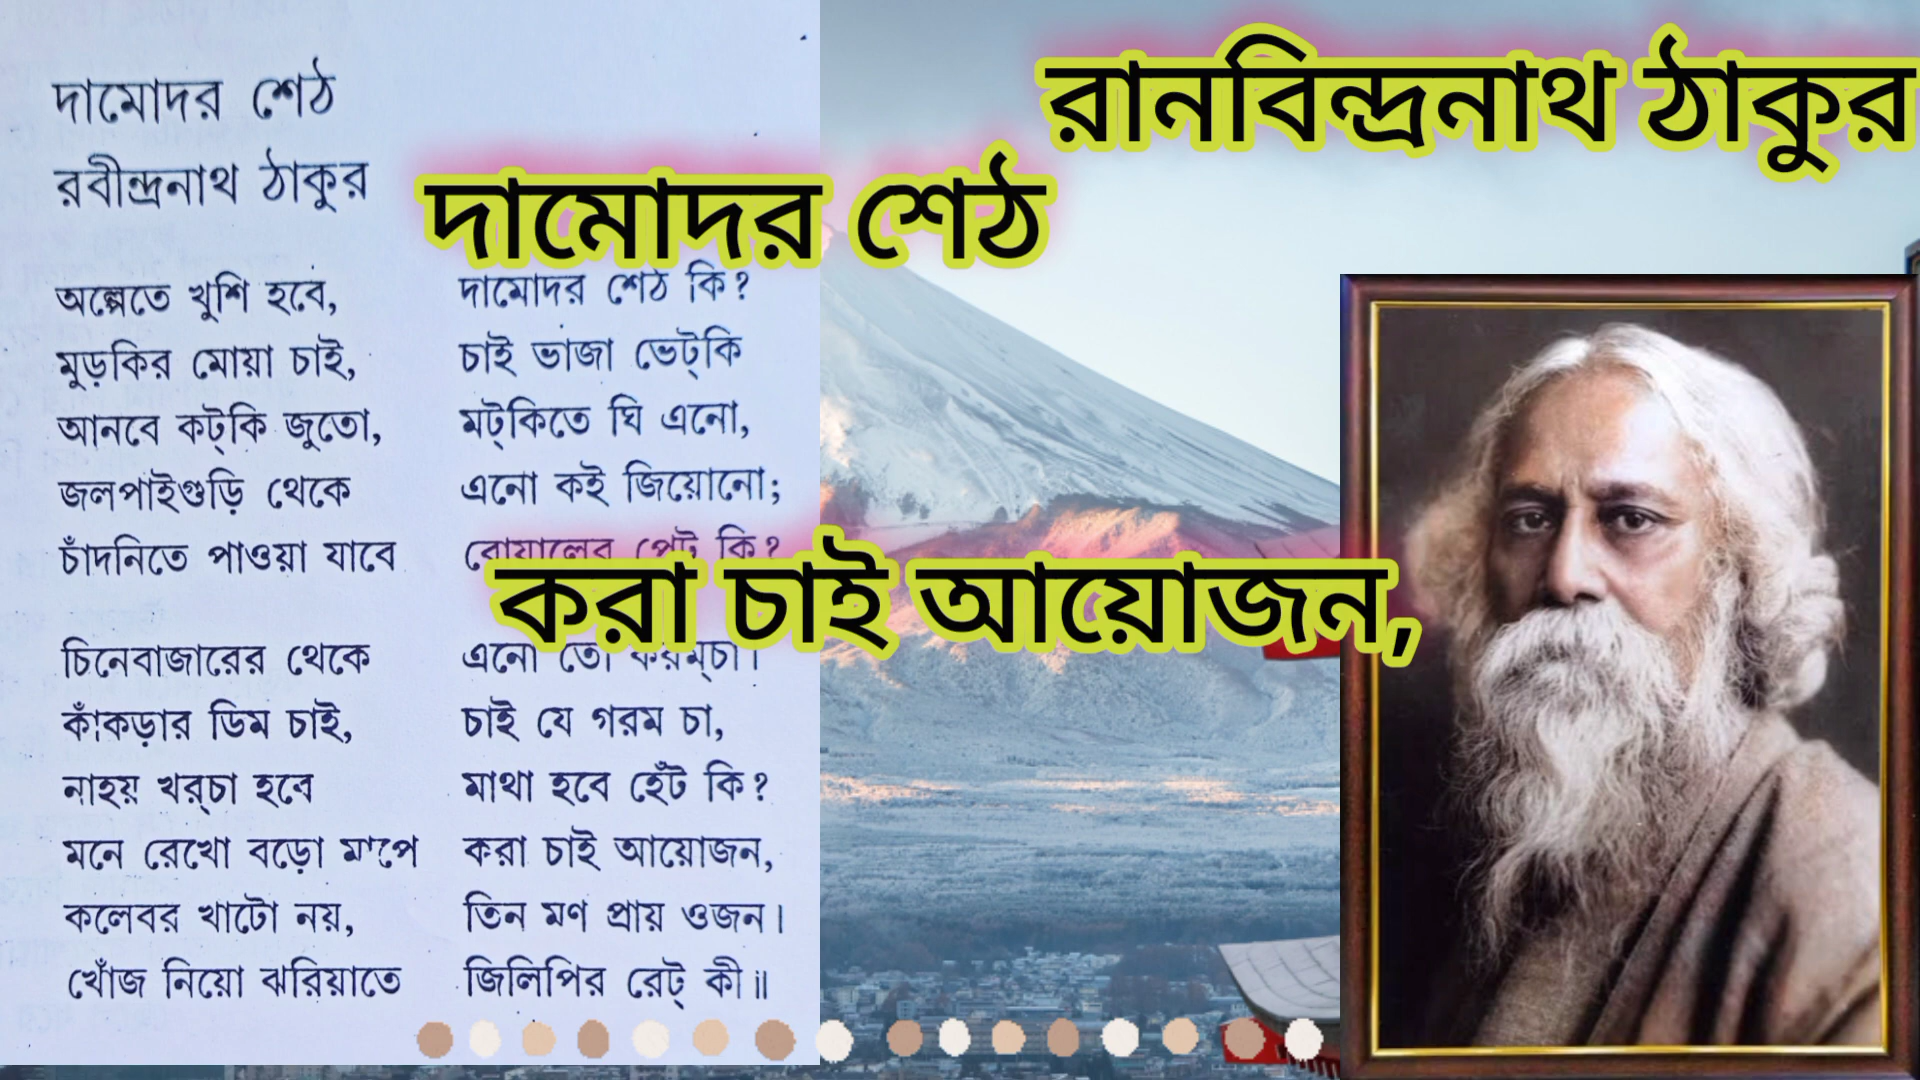 রানবিন্দ্রনাথ ঠাকুর
দামোদর শেঠ
করা চাই আয়োজন,
দামোদর শেঠ
রবীন্দ্রনাথ ঠাকুর
অল্পেতে খুশি হবে,
দামোদর শেঠ কি?
মুড়কির মোয়া চাই,
চাই ভাজা ভেট্‌কি
আনবে কট্‌কি জুতো,
মট্‌কিতে ঘি এনো,
জলপাইগুড়ি থেকে
এনো কই জিয়োনো;
চাঁদনিতে পাওয়া যাবে
বোয়ালের পেট কি?
চিনেবাজারের থেকে
এনো তো করম্‌চা।
কাঁকড়ার ডিম চাই,
চাই যে গরম চা,
নাহয় খর্‌চা হবে
মাথা হবে হেঁট কি?
মনে রেখো বড়ো মাপে
করা চাই আয়োজন,
কলেবর খাটো নয়,
তিন মণ প্রায় ওজন।
খোঁজ নিয়ো ঝরিয়াতে
জিলিপির রেট্ কী॥